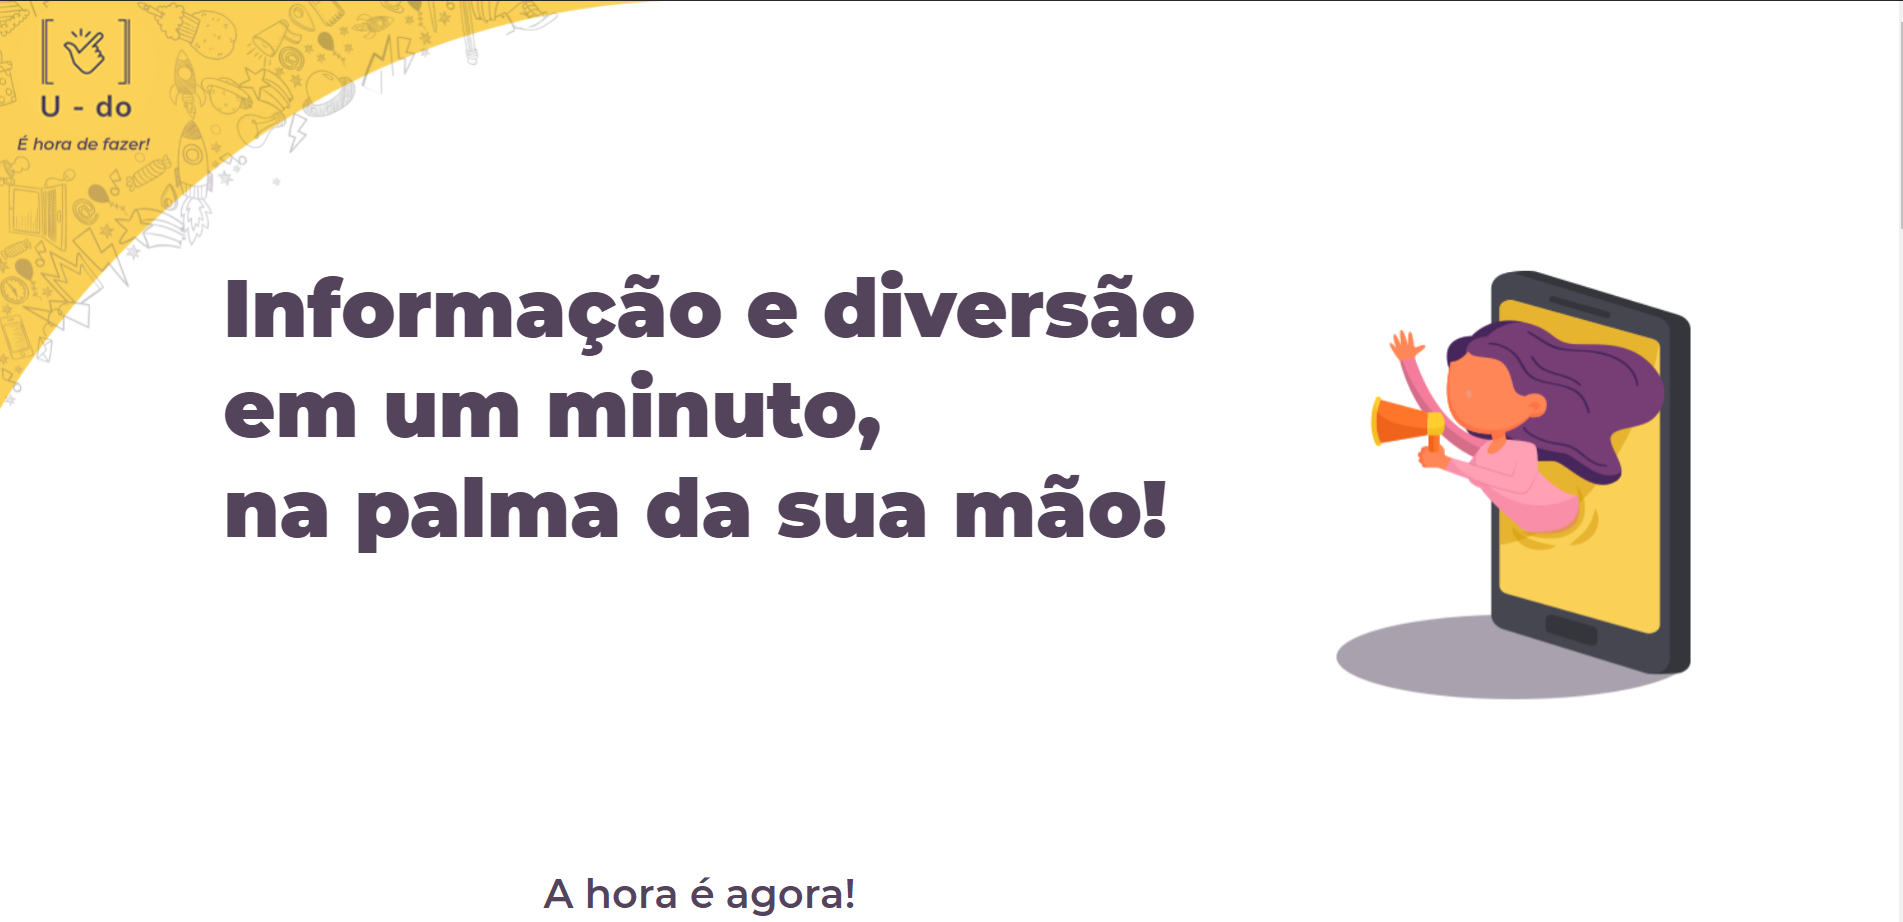 U - do
É hora de fazer!
Informação e diversão
em um minuto,
na palma da sua mão!
A hora é agora!